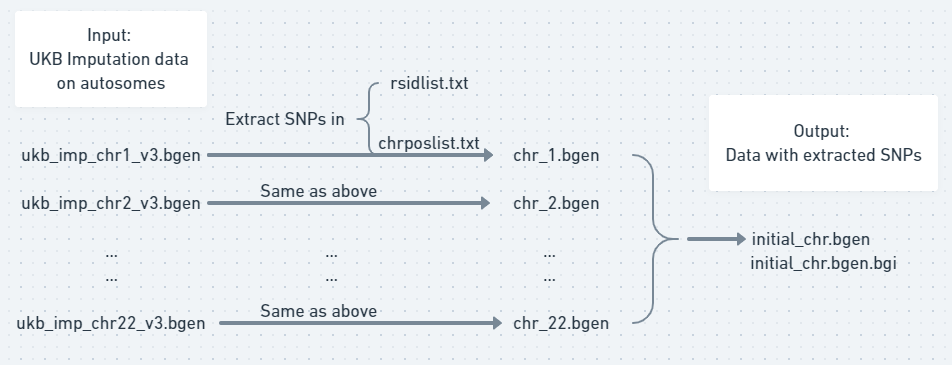 Input:
UKB Imputation data
on autosomes
rsidlist.txt
Extract SNPs in
chrposlist.txt
Output:
Data with extracted SNPs
ukb_imp_chr1_v3.bgen
chr_1.bgen
Same as above
ukb_imp_chr2_v3.bgen
chr_2.bgen
initial_chr.bgen
... ... ...
initial_chr.bgen.bgi
... ... ...
Same as above
ukb_imp_chr22_v3.bgen
chr_22.bgen